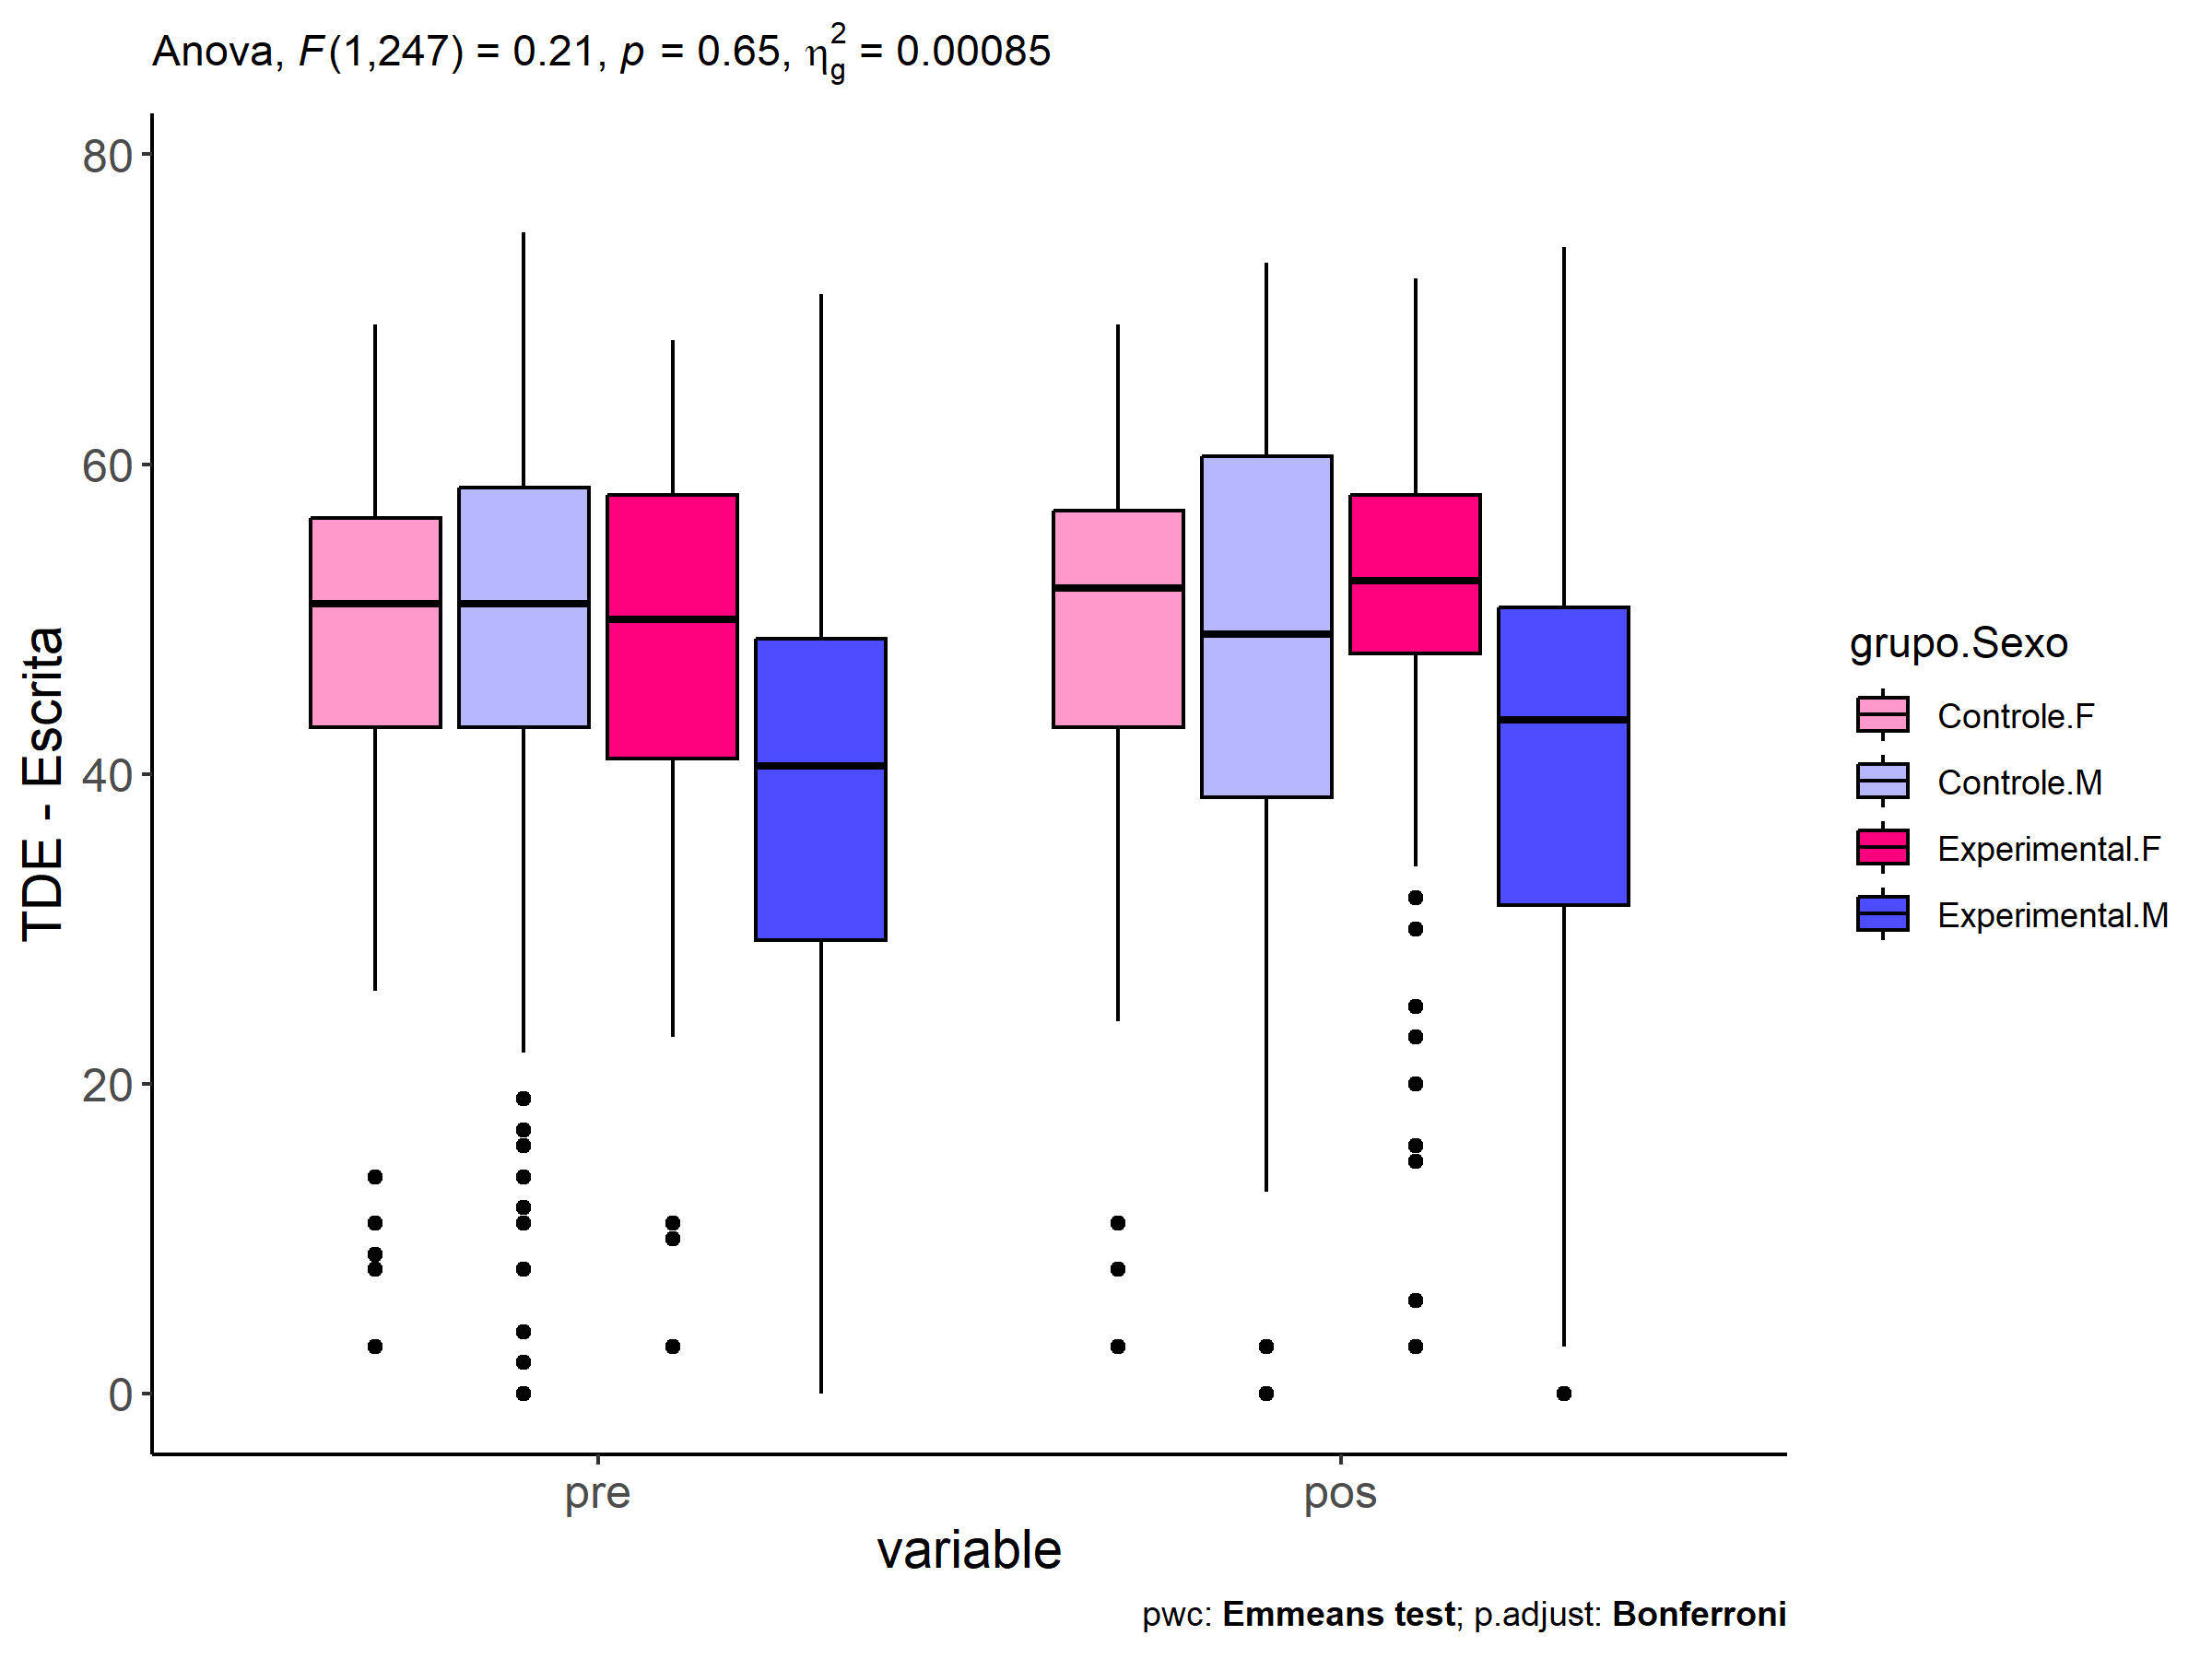 Anova, F(1,247) = 0.21, p = 0.65, η²g = 0.00085
80
60
40
20
0
TDE - Escrita
pre
pos
variable
grupo.Sexo
Controle.F
Controle.M
Experimental.F
Experimental.M
pwc: Emmeans test; p.adjust: Bonferroni